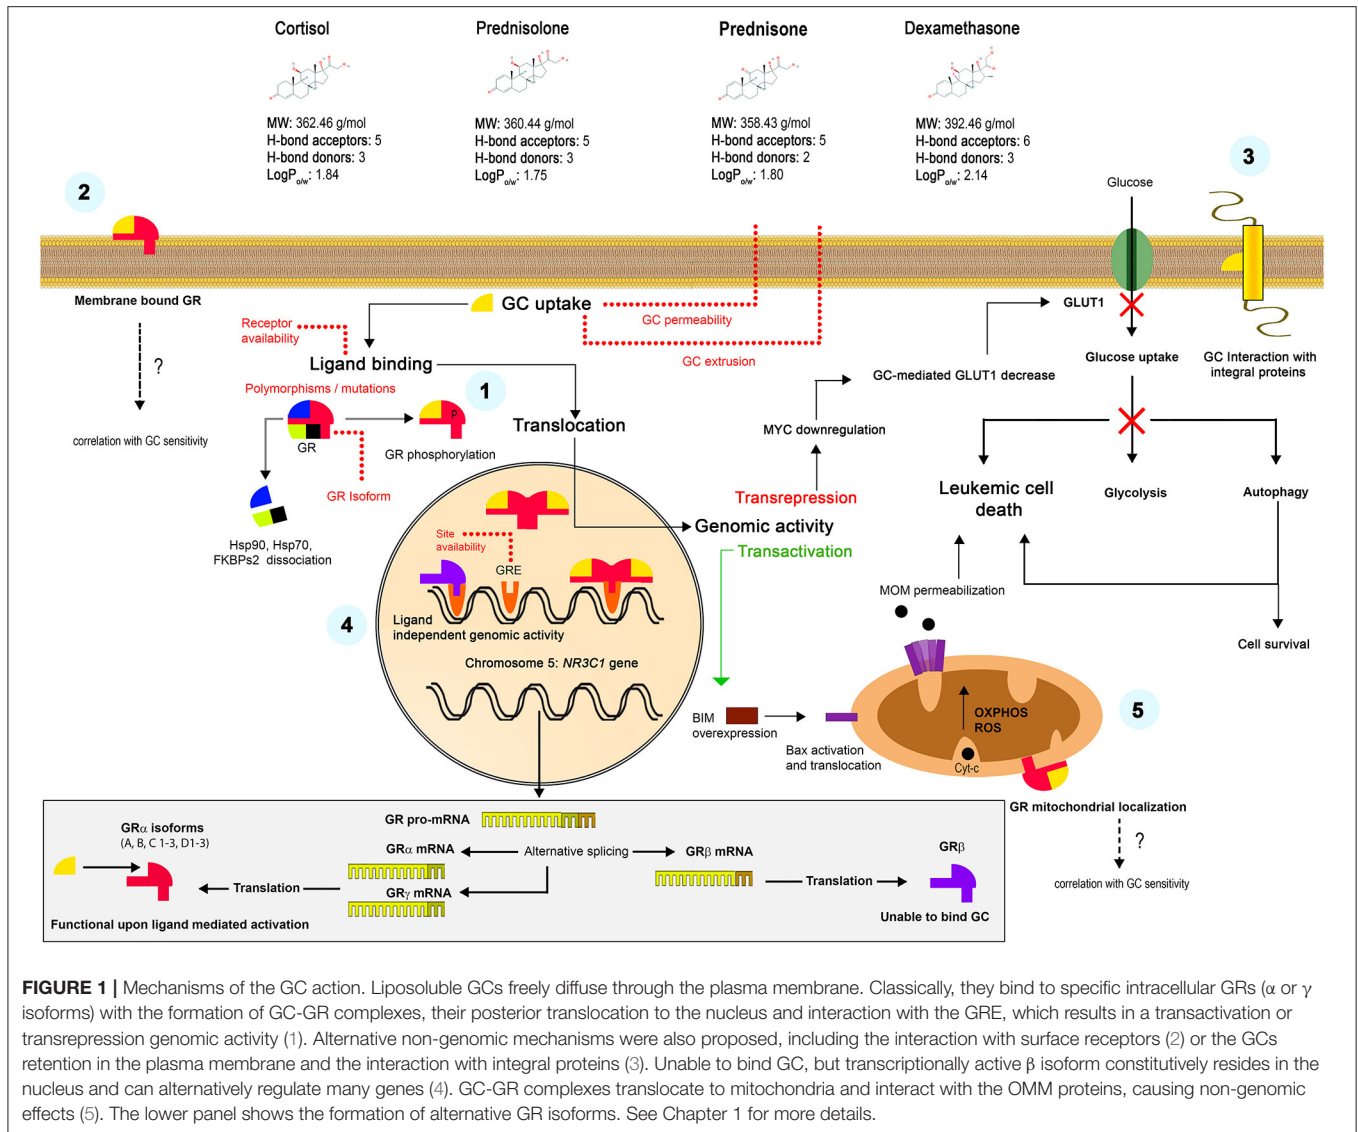 Cortisol
Prednisolone
Prednisone
Dexamethasone
MW: 362.46 g/mol
H-bond acceptors: 5
H-bond donors: 3
LogPo/w: 1.84
MW: 360.44 g/mol
H-bond acceptors: 5
H-bond donors: 3
LogPo/w: 1.75
MW: 358.43 g/mol
H-bond acceptors: 5
H-bond donors: 2
LogPo/w: 1.80
MW: 392.46 g/mol
H-bond acceptors: 6
H-bond donors: 3
LogPo/w: 2.14
2
3
Glucose
Membrane bound GR
?
correlation with GC sensitivity
GC uptake
GC permeability
GC extrusion
Receptor
availability
Ligand binding
Polymorphisms / mutations
1
P
GR
GR phosphorylation
GR Isoform
Hsp90, Hsp70,
FKBPs2 dissociation
Translocation
GLUT1
Glucose uptake
GC Interaction with
integral proteins
GC-mediated GLUT1 decrease
MYC downregulation
Transrepression
Genomic activity
Transactivation
Leukemic cell
death
Glycolysis
Autophagy
Cell survival
Site
availability
GRE
4
Ligand
independent genomic activity
Chromosome 5: NR3C1 gene
MOM permeabilization
BIM
overexpression
Bax activation
and translocation
OXPHOS
ROS
Cyt-c
5
GR mitochondrial localization
?
correlation with GC sensitivity
GRα isoforms
(A, B, C 1-3, D1-3)
GR pro-mRNA
GRα mRNA
Alternative splicing
GRβ mRNA
GRβ
Translation
GRγ mRNA
Translation
Functional upon ligand mediated activation
Unable to bind GC
FIGURE 1 | Mechanisms of the GC action. Liposoluble GCs freely diffuse through the plasma membrane. Classically, they bind to specific intracellular GRs (α or γ
isoforms) with the formation of GC-GR complexes, their posterior translocation to the nucleus and interaction with the GRE, which results in a transactivation or
transrepression genomic activity (1). Alternative non-genomic mechanisms were also proposed, including the interaction with surface receptors (2) or the GCs
retention in the plasma membrane and the interaction with integral proteins (3). Unable to bind GC, but transcriptionally active β isoform constitutively resides in the
nucleus and can alternatively regulate many genes (4). GC-GR complexes translocate to mitochondria and interact with the OMM proteins, causing non-genomic
effects (5). The lower panel shows the formation of alternative GR isoforms. See Chapter 1 for more details.